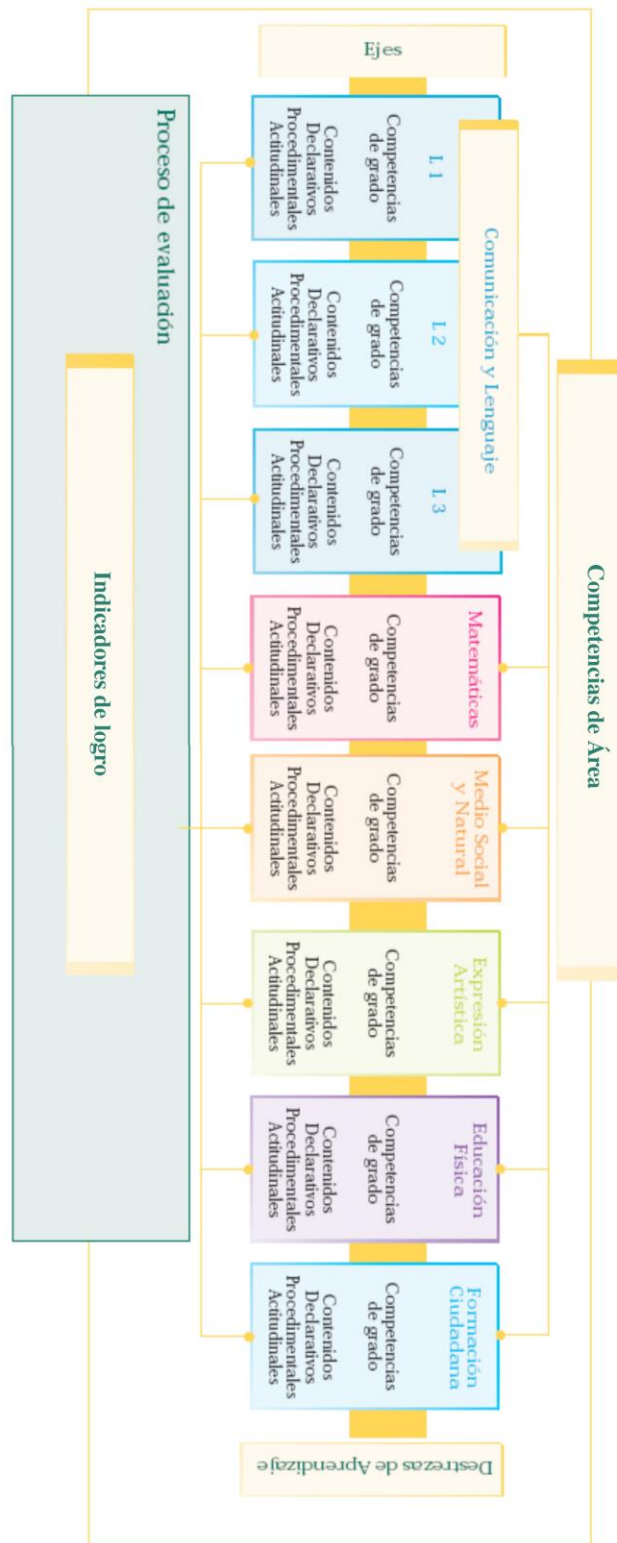 Competencias de Área
Comunicación y Lenguaje
Ejes
L 1
Competencias
de grado
Contenidos
Declarativos
Procedimentales
Actitudinales
L 2
Competencias
de grado
Contenidos
Declarativos
Procedimentales
Actitudinales
L 3
Competencias
de grado
Contenidos
Declarativos
Procedimentales
Actitudinales
Matemáticas
Competencias
de grado
Contenidos
Declarativos
Procedimentales
Actitudinales
Medio Social
y Natural
Competencias
de grado
Contenidos
Declarativos
Procedimentales
Actitudinales
Expresión
Artística
Competencias
de grado
Contenidos
Declarativos
Procedimentales
Actitudinales
Educación
Física
Competencias
de grado
Contenidos
Declarativos
Procedimentales
Actitudinales
Formación
Ciudadana
Competencias
de grado
Contenidos
Declarativos
Procedimentales
Actitudinales
Destrezas de Aprendizaje
Proceso de evaluación
Indicadores de logro